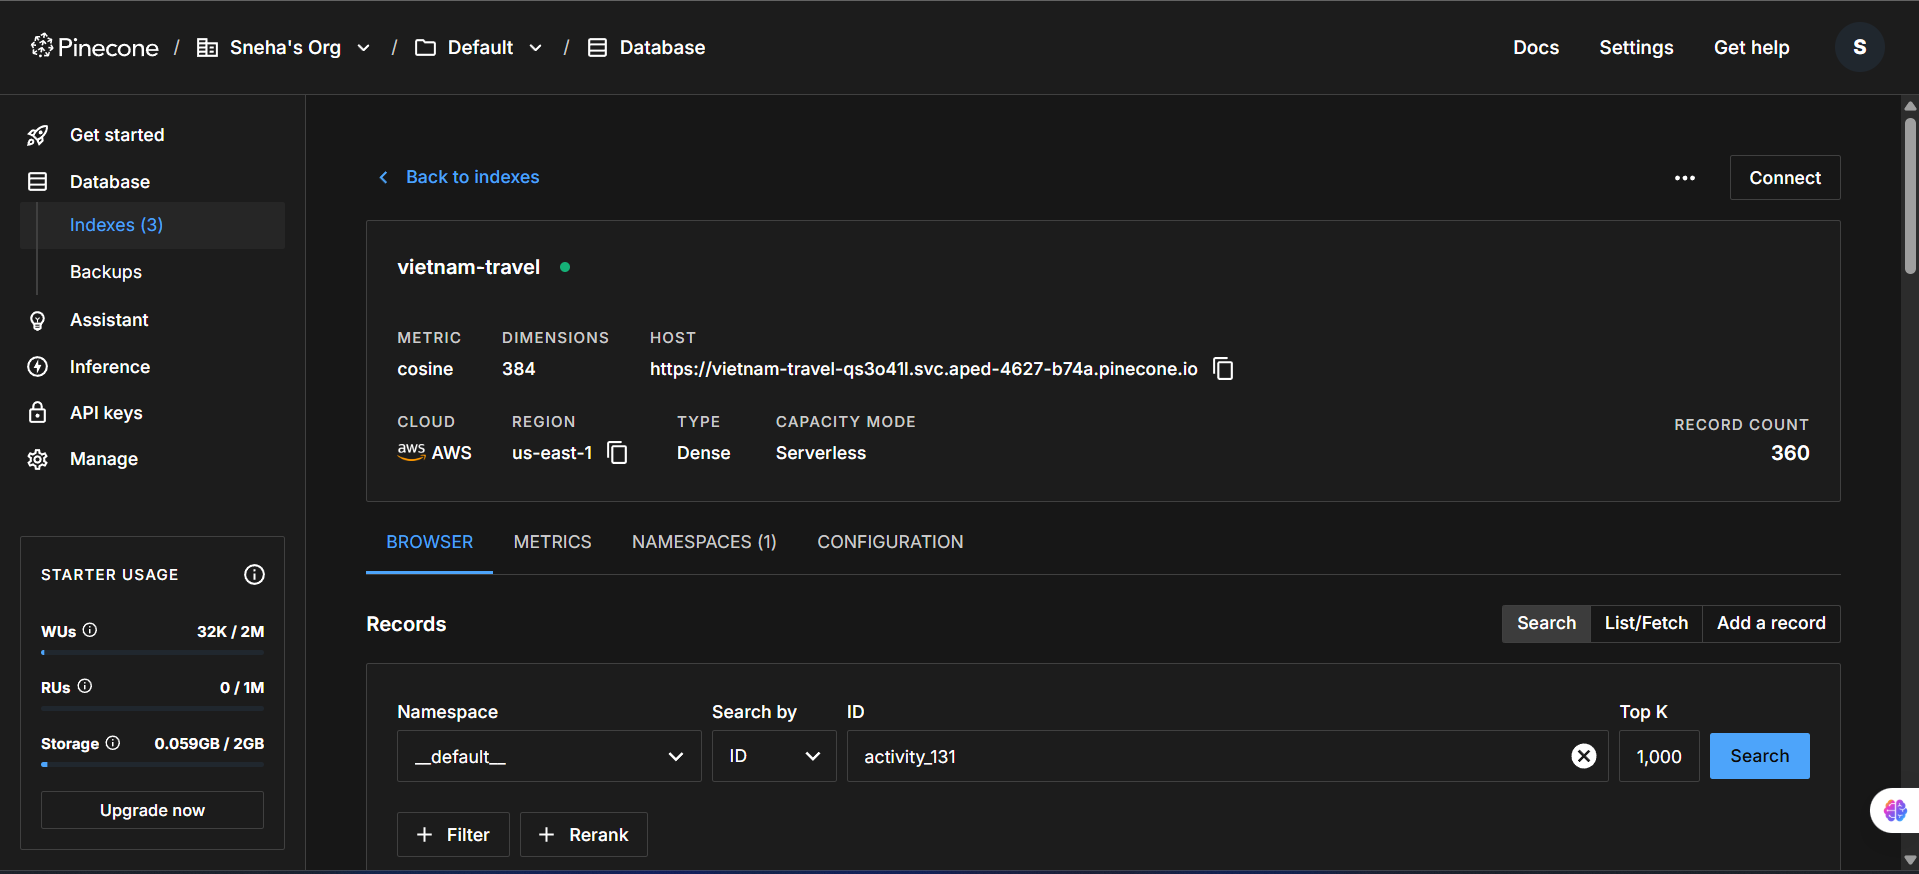 Pinecone / Sneha's Org / Default / Database
Docs Settings Get help S
Get started
Database
Indexes (3)
Backups
Assistant
Inference
API keys
Manage
STARTER USAGE
WUs 32K / 2M
RUs 0 / 1M
Storage 0.059GB / 2GB
Upgrade now
Back to indexes
Connect
vietnam-travel
METRIC DIMENSIONS HOST
cosine 384 https://vietnam-travel-qs3o41l.svc.aped-4627-b74a.pinecone.io
CLOUD REGION TYPE CAPACITY MODE RECORD COUNT
aws AWS us-east-1 Dense Serverless 360
BROWSER METRICS NAMESPACES (1) CONFIGURATION
Records Search List/Fetch Add a record
Namespace Search by ID Top K
__default__ ID activity_131 1,000 Search
+ Filter + Rerank